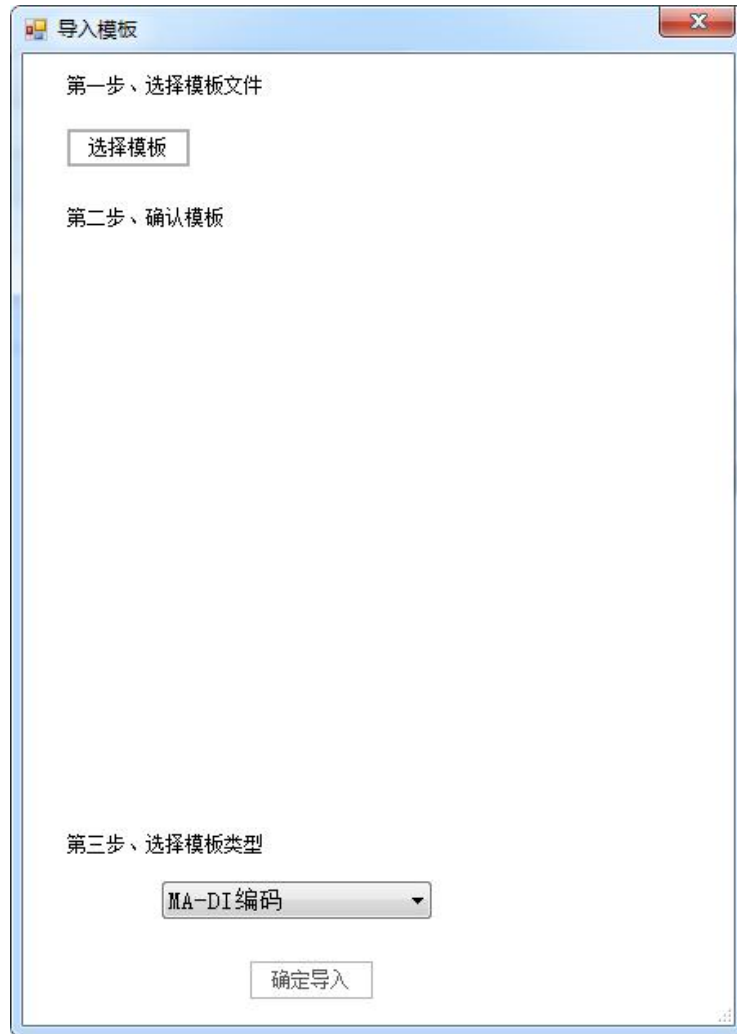 导入模板
第一步、选择模板文件
选择模板
第二步、确认模板
第三步、选择模板类型
MA-DI编码
确定导入